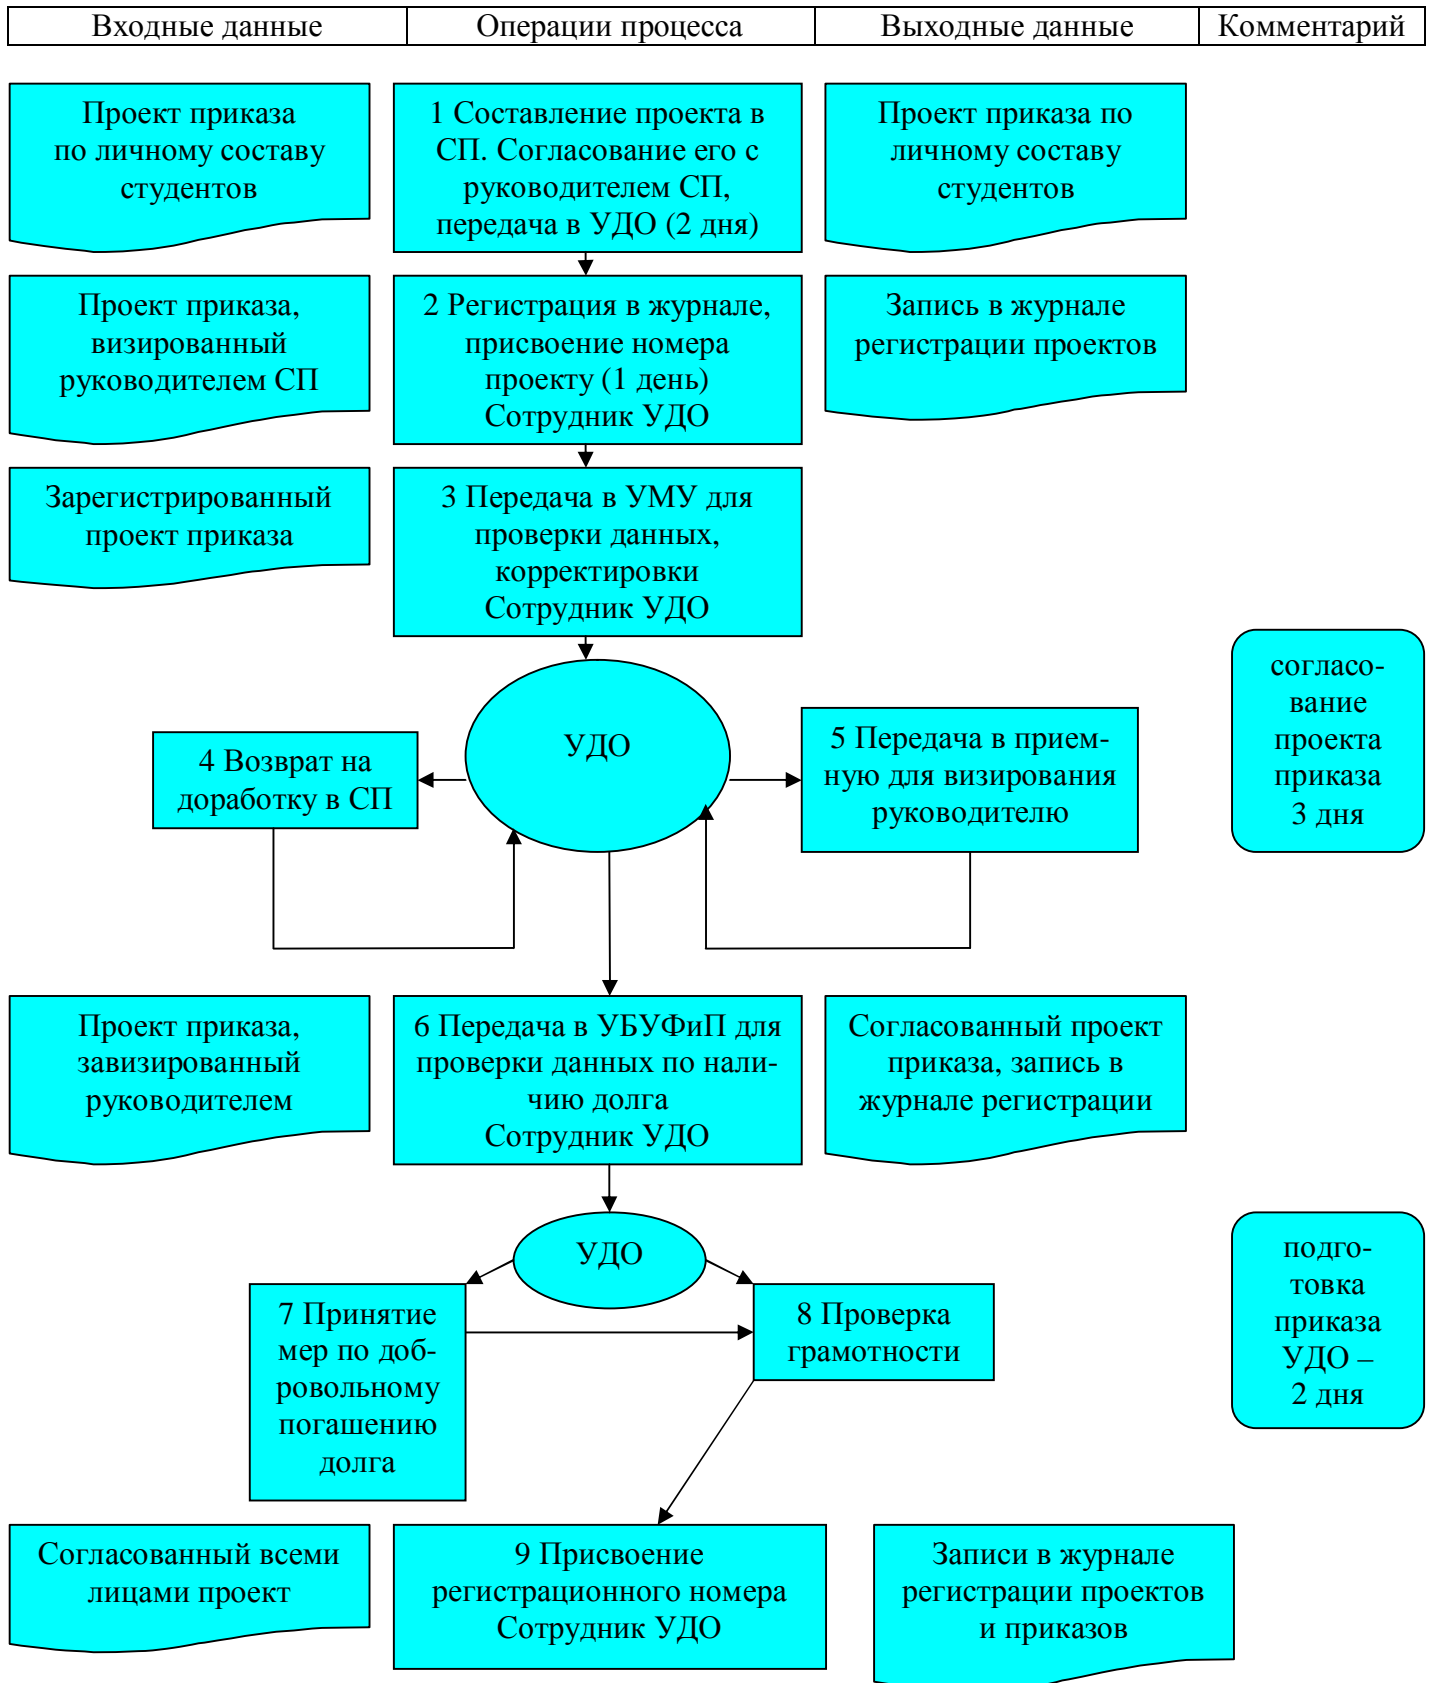 Входные данные
Операции процесса
Выходные данные
Комментарий
Проект приказа
по личному составу
студентов
1 Составление проекта в
СП. Согласование его с
руководителем СП,
передача в УДО (2 дня)
Проект приказа по
личному составу
студентов
Проект приказа,
визированный
руководителем СП
2 Регистрация в журнале,
присвоение номера
проекту (1 день)
Сотрудник УДО
Запись в журнале
регистрации проектов
Зарегистрированный
проект приказа
3 Передача в УМУ для
проверки данных,
корректировки
Сотрудник УДО
согласо-
вание
проекта
приказа
3 дня
УДО
4 Возврат на
доработку в СП
5 Передача в прием-
ную для визирования
руководителю
Проект приказа,
завизированный
руководителем
6 Передача в УБУФиП для
проверки данных по нали-
чию долга
Сотрудник УДО
Согласованный проект
приказа, запись в
журнале регистрации
УДО
подго-
товка
приказа
УДО –
2 дня
7 Принятие
мер по доб-
ровольному
погашению
долга
8 Проверка
грамотности
Согласованный всеми
лицами проект
9 Присвоение
регистрационного номера
Сотрудник УДО
Записи в журнале
регистрации проектов
и приказов